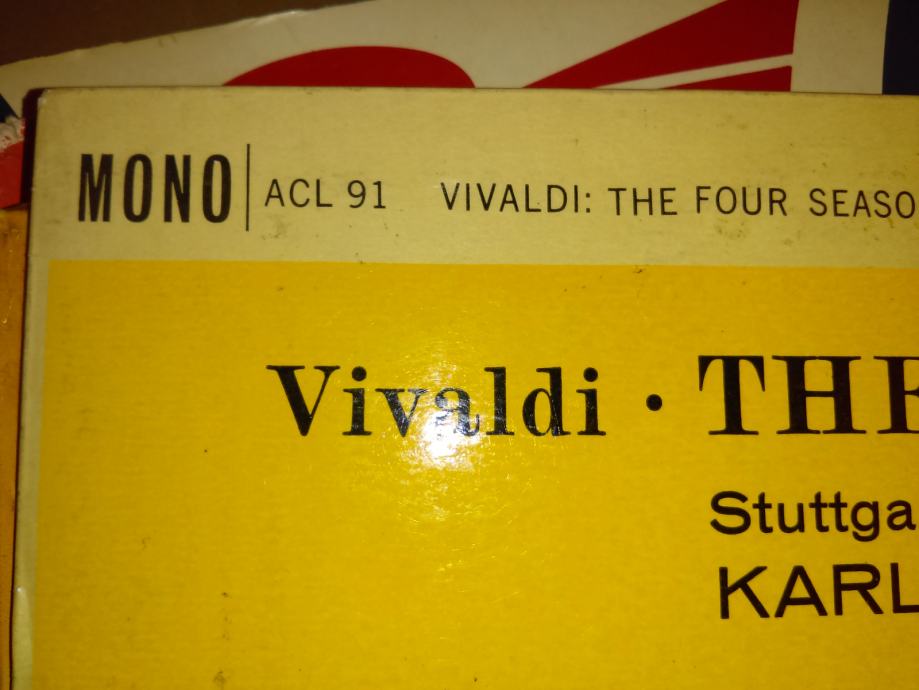 MONO ACL 91 VIVALDI: THE FOUR SEASO
Vivaldi · THE
Stuttga
KARL